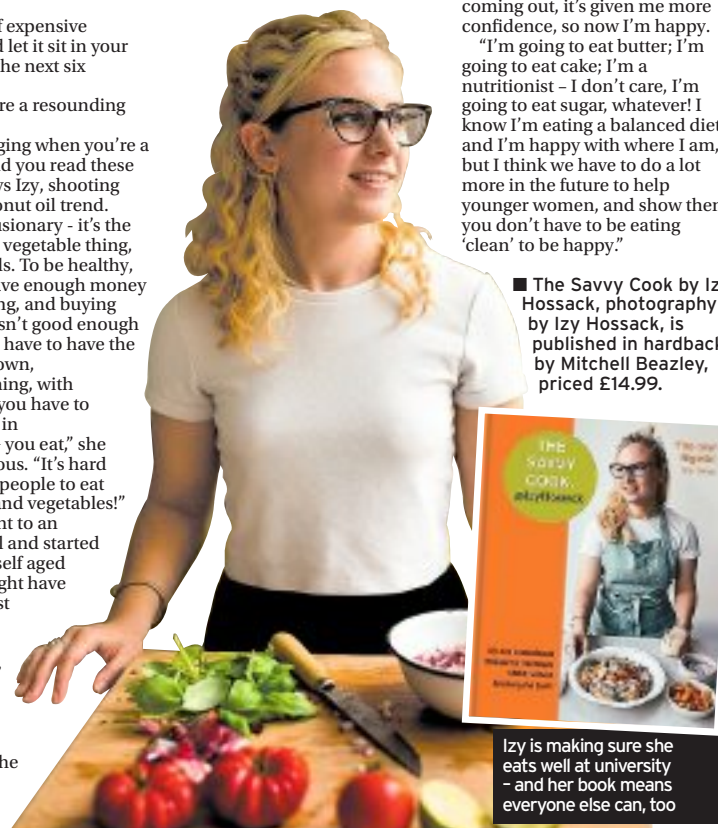 f expensive
d let it sit in your
he next six
re a resounding
ging when you're a
d you read these
ys Izy, shooting
onut oil trend.
usionary - it's the
vegetable thing,
ls. To be healthy,
ve enough money
ng, and buying
sn't good enough
have to have the
own,
ning, with
you have to
in
you eat,” she
ous. “It's hard
people to eat
and vegetables!”
nt to an
l and started
self aged
ght have
st
he
coming out, it's given me more
confidence, so now I'm happy.
“I'm going to eat butter; I'm
going to eat cake; I'm a
nutritionist – I don't care, I'm
going to eat sugar, whatever! I
know I'm eating a balanced diet
and I'm happy with where I am,
but I think we have to do a lot
more in the future to help
younger women, and show then
you don't have to be eating
‘clean’ to be happy.”
■ The Savvy Cook by Iz
Hossack, photography
by Izy Hossack, is
published in hardback
by Mitchell Beazley,
priced £14.99.
THE
SAVVY
COOK
@IzyHossack
Izy is making sure she
eats well at university
– and her book means
everyone else can, too